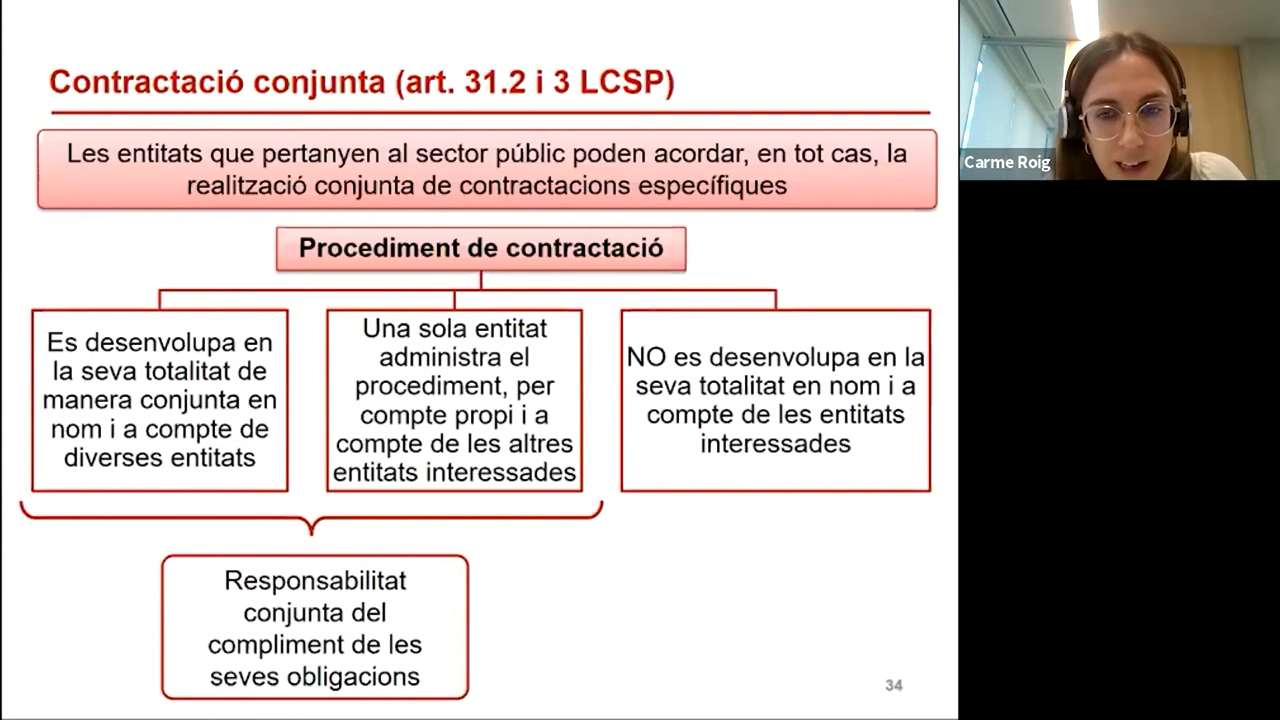 Contractació conjunta (art. 31.2 i 3 LCSP)
Les entitats que pertanyen al sector públic poden acordar, en tot cas, la
realització conjunta de contractacions específiques
Procediment de contractació
Es desenvolupa en
la seva totalitat de
manera conjunta en
nom i a compte de
diverses entitats
Una sola entitat
administra el
procediment, per
compte propi i a
compte de les altres
entitats interessades
NO es desenvolupa en la
seva totalitat en nom i a
compte de les entitats
interessades
Responsabilitat
conjunta del
compliment de les
seves obligacions
34
Carme Roig